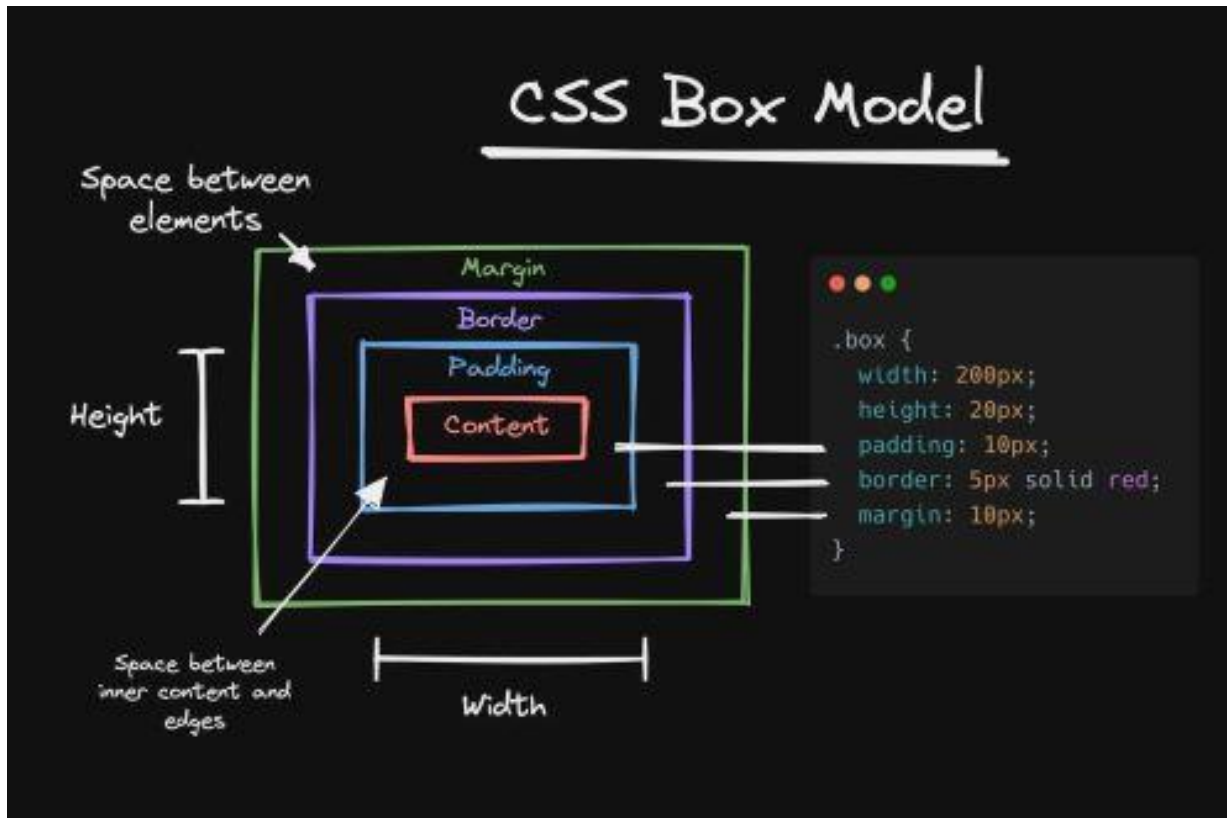 CSS Box Model
Space between
elements
Margin
Border
Padding
Content
Height
Width
Space between
inner content and
edges
.box {
width: 200px;
height: 20px;
padding: 10px;
border: 5px solid red;
margin: 10px;
}